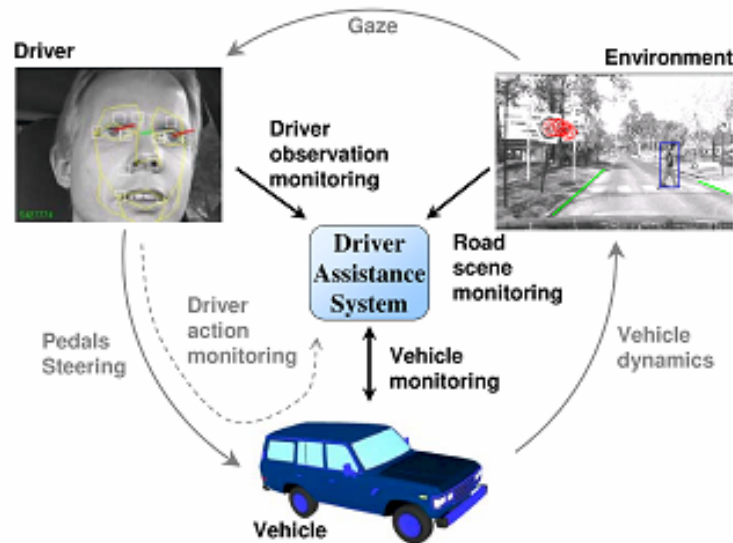 Gaze
Driver
Environment
Driver
observation
monitoring
Driver
Assistance
System
Road
scene
monitoring
Driver
action
monitoring
Pedals
Steering
Vehicle
monitoring
Vehicle
dynamics
Vehicle